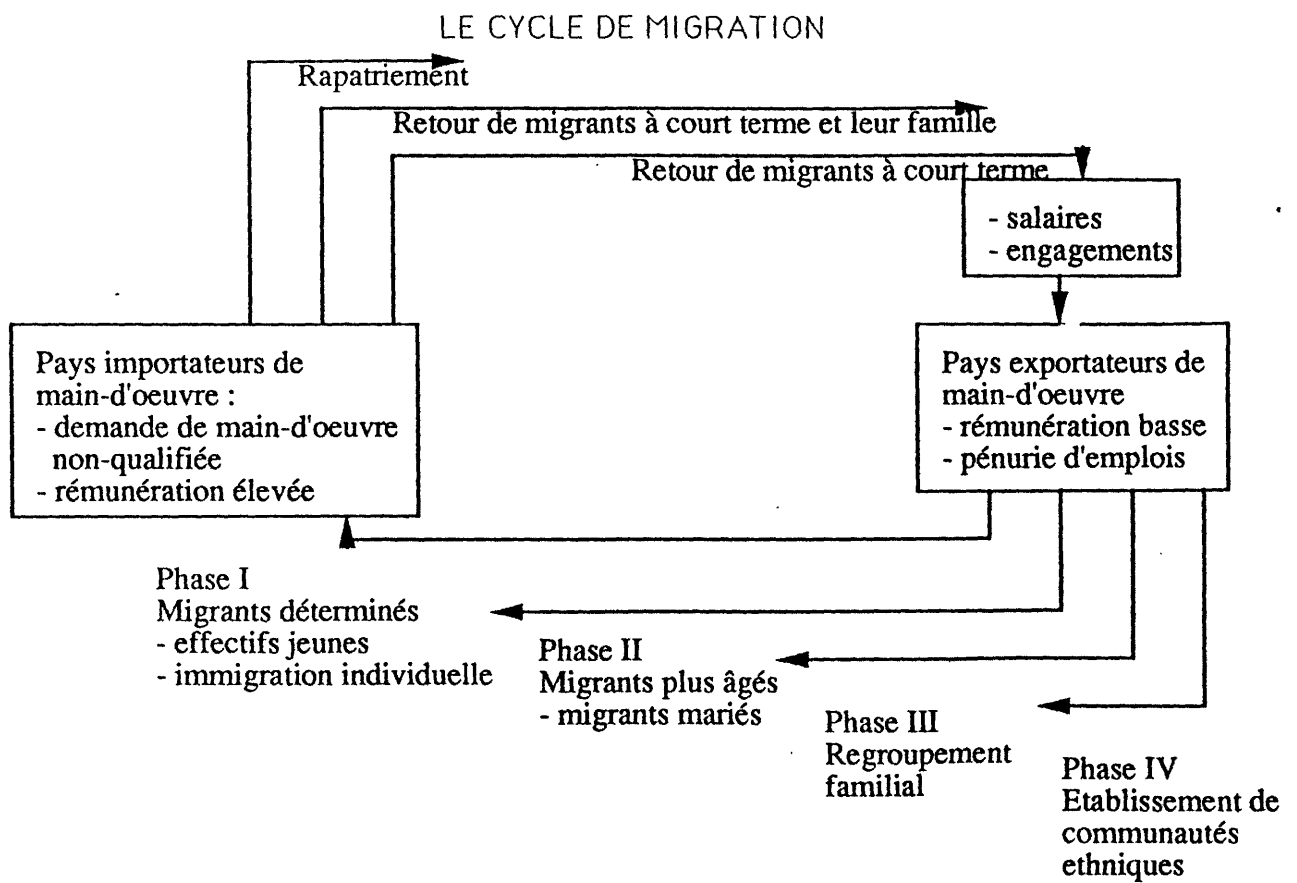 LE CYCLE DE MIGRATION
Rapatriement
Retour de migrants à court terme et leur famille
Retour de migrants à court terme
- salaires
- engagements
Pays importateurs de
main-d'oeuvre :
- demande de main-d'oeuvre
non-qualifiée
- rémunération élevée
Pays exportateurs de
main-d'oeuvre
- rémunération basse
- pénurie d'emplois
Phase I
Migrants déterminés
- effectifs jeunes
- immigration individuelle
Phase II
Migrants plus âgés
- migrants mariés
Phase III
Regroupement
familial
Phase IV
Etablissement de
communautés
ethniques